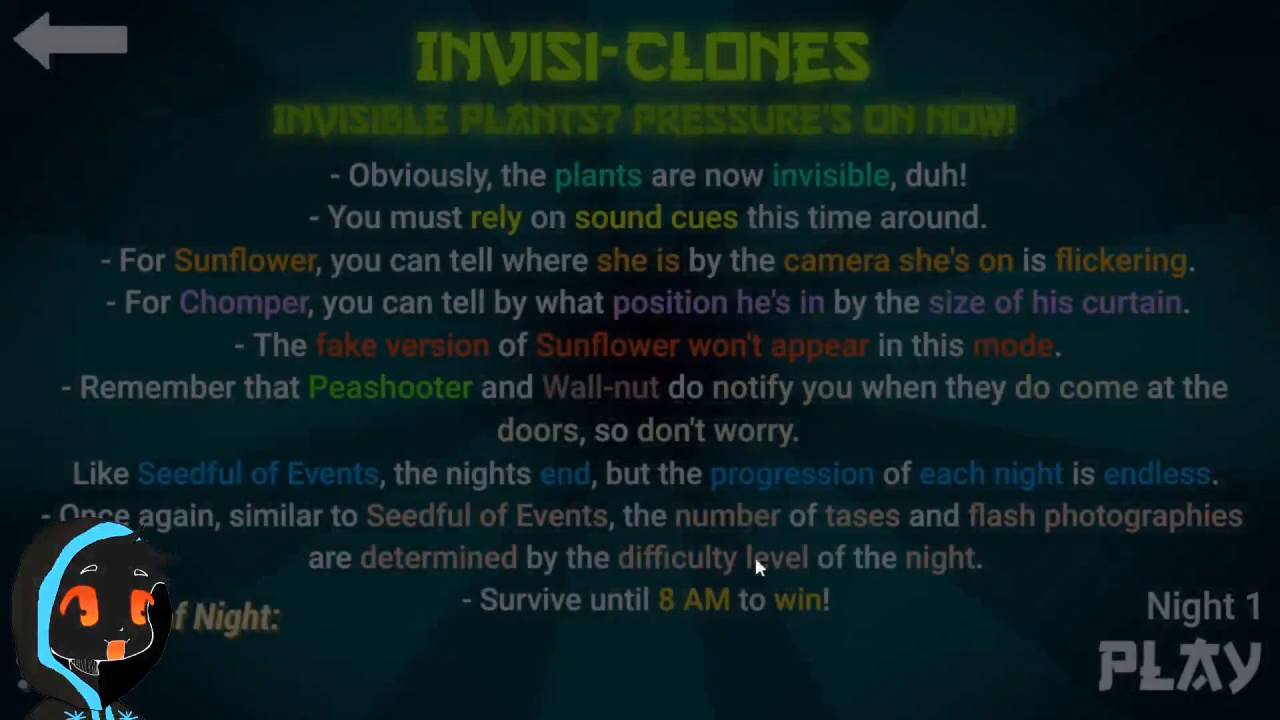 INVISI-CLONES
INVISIBLE PLANTS? PRESSURE'S ON NOW!
- Obviously, the plants are now invisible, duh!
- You must rely on sound cues this time around.
- For Sunflower, you can tell where she is by the camera she's on is flickering.
- For Chomper, you can tell by what position he's in by the size of his curtain.
- The fake version of Sunflower won't appear in this mode.
- Remember that Peashooter and Wall-nut do notify you when they do come at the
doors, so don't worry.
Like Seedful of Events, the nights end, but the progression of each night is endless.
- Once again, similar to Seedful of Events, the number of tases and flash photographies
are determined by the difficulty level of the night.
- Survive until 8 AM to win!
of Night:
Night 1
PLAY